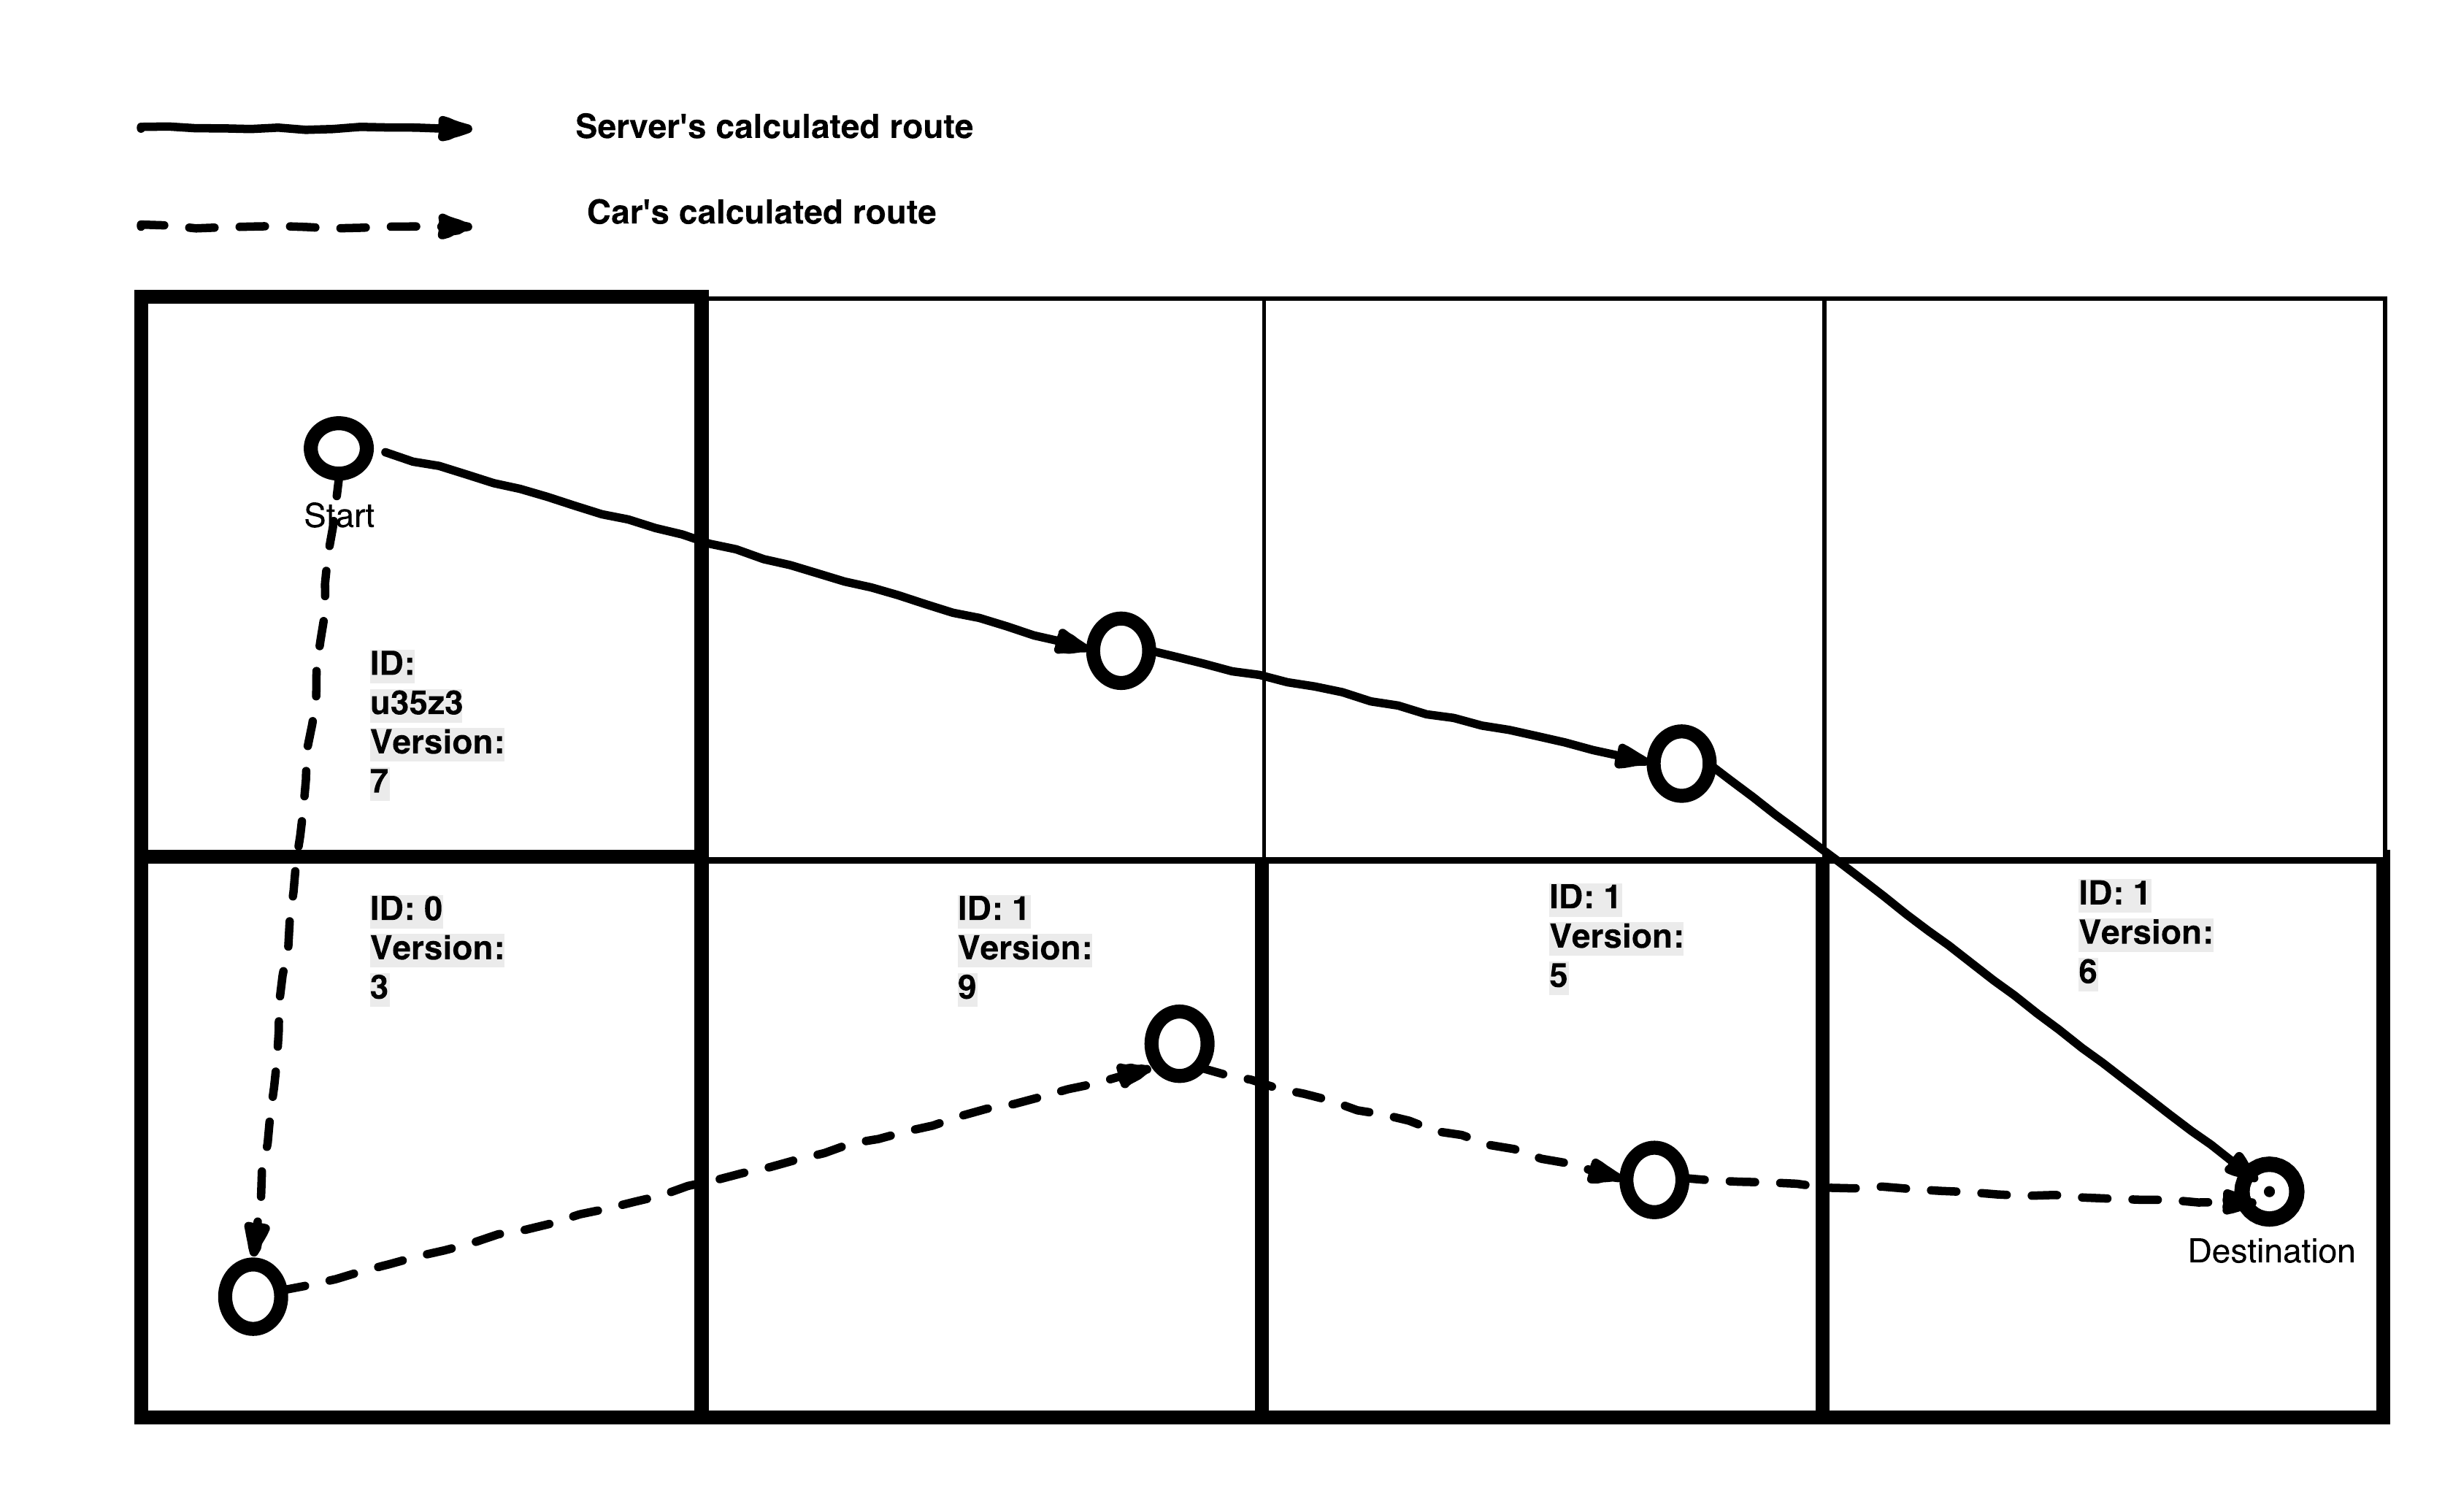 Server's calculated route
Car's calculated route
Start
ID:
u35z3
Version:
7
ID: 0
Version:
3
ID: 1
Version:
9
ID: 1
Version:
5
ID: 1
Version:
6
Destination